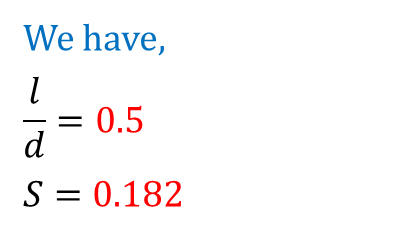 We have,
l/d = 0.5
S = 0.182